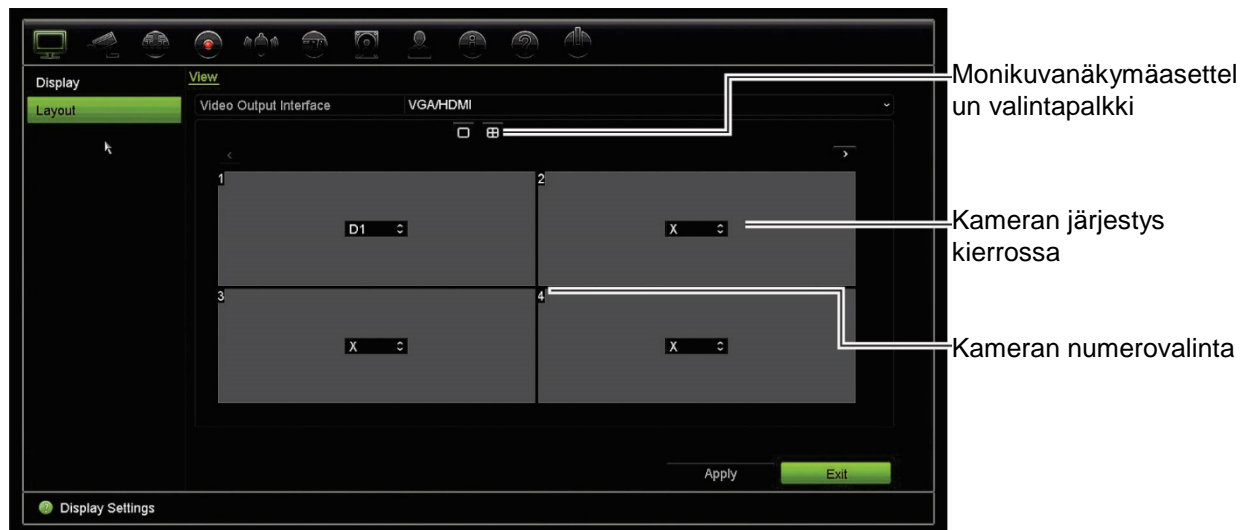 Display
Layout
View
Video Output Interface VGA/HDMI
1
2
D1
X
3
4
X
X
Apply
Exit
Display Settings
Monikuvanäkymäasettel
un valintapalkki
Kameran järjestys
kierrossa
Kameran numerovalinta